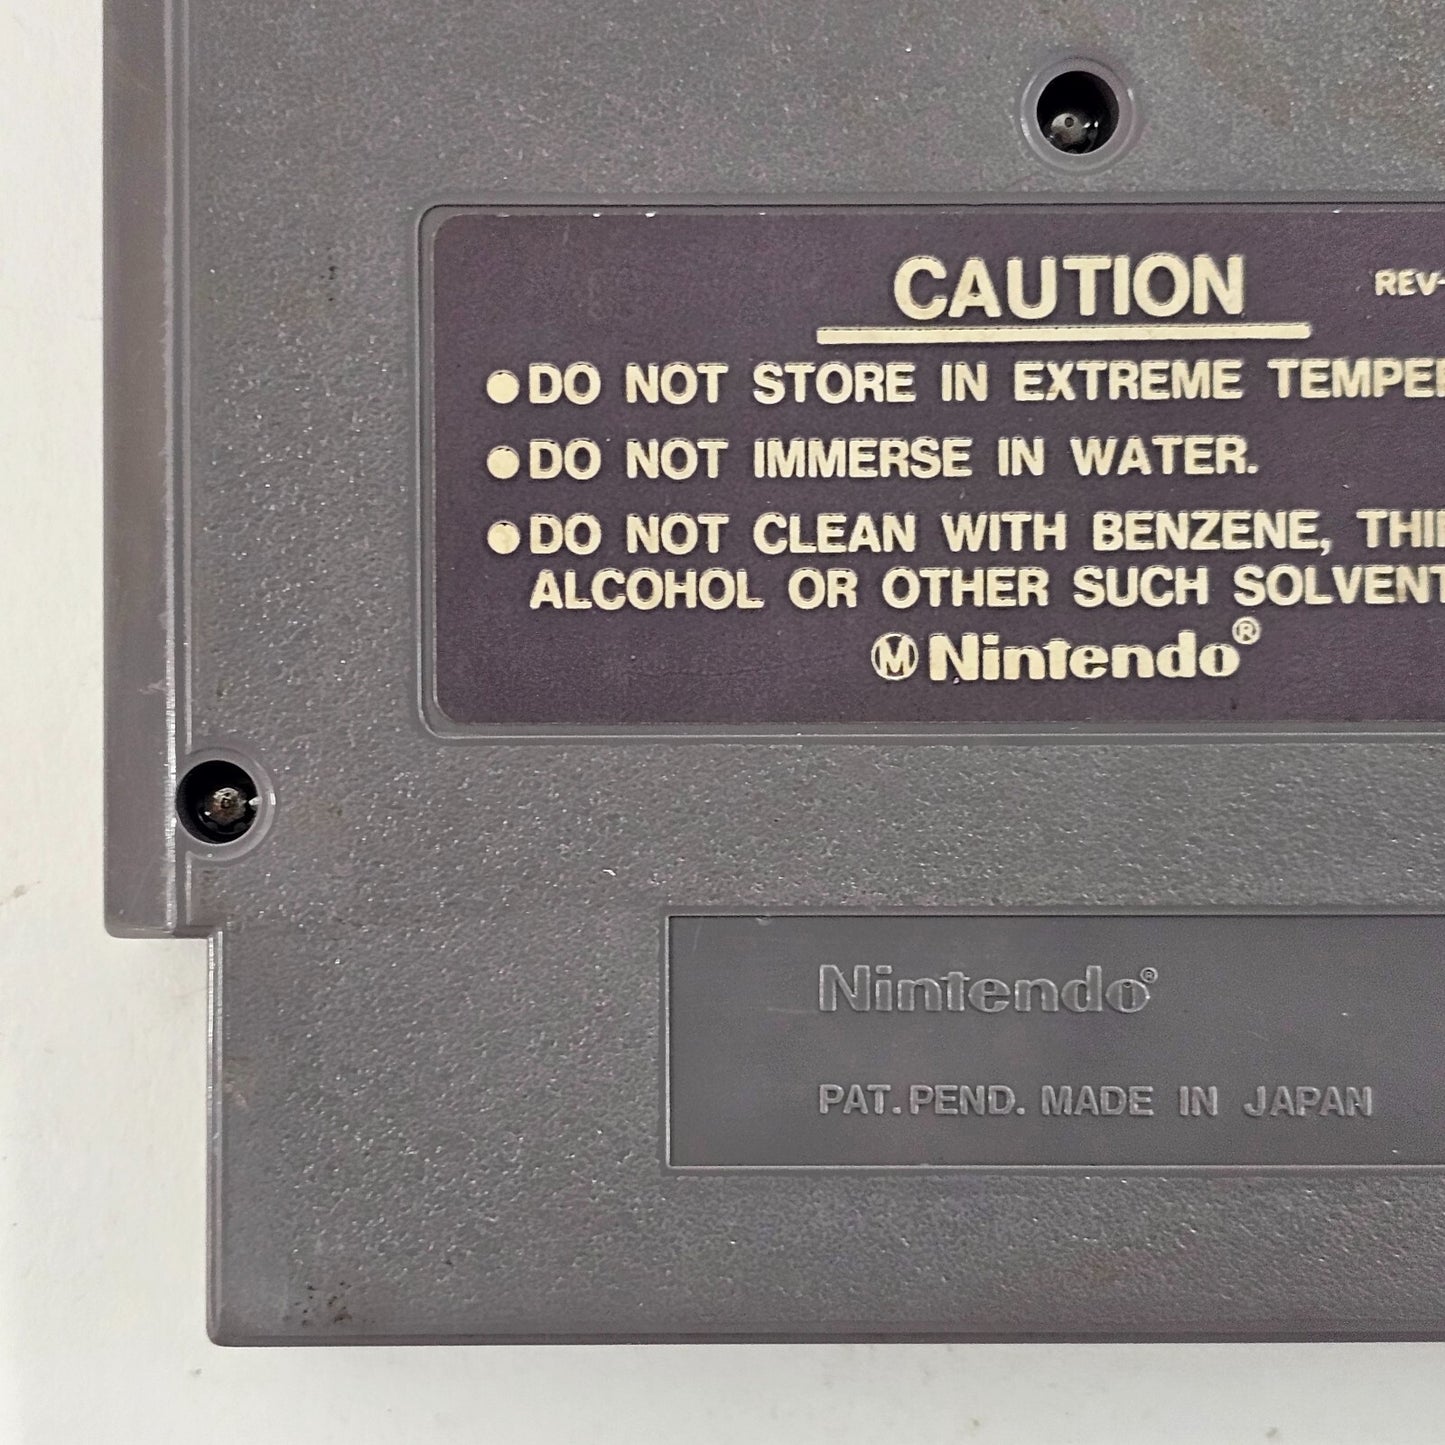 CAUTION REV-
●DO NOT STORE IN EXTREME
●DO NOT IMMERSE IN WATER.
●DO NOT CLEAN WITH BENZENE,
ALCOHOL OR OTHER SUCH
Ⓜ Nintendo®
Nintendo®
PAT. PEND. MADE IN JAPAN